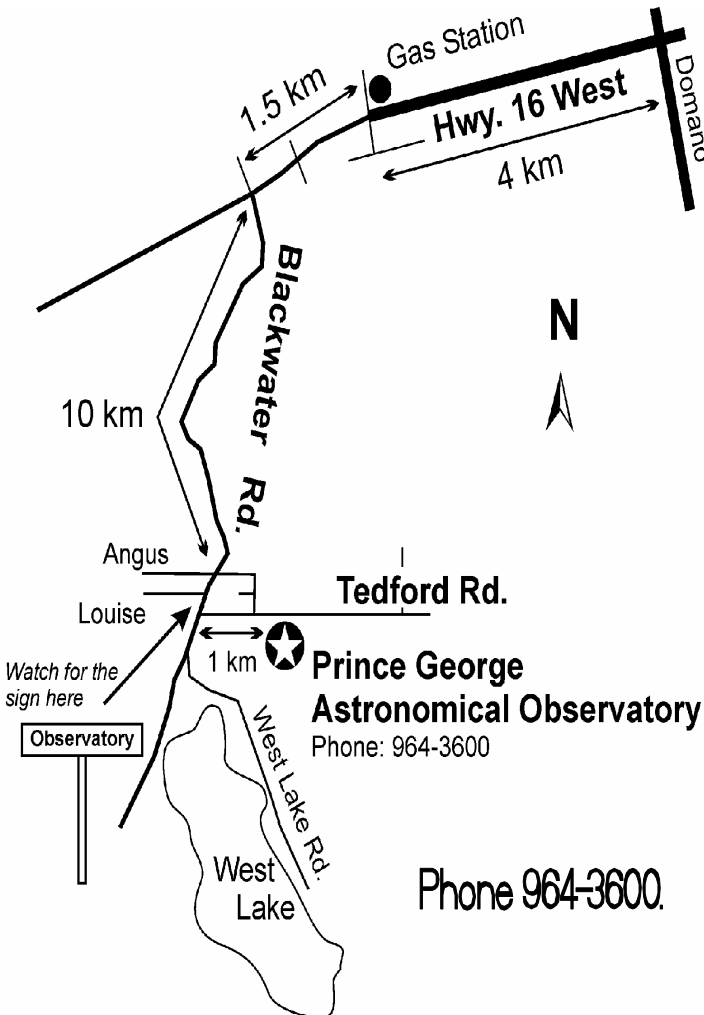 Gas Station
1.5 km
Hwy. 16 West
Domano
4 km
Blackwater Rd.
N
10 km
Angus
Tedford Rd.
Louise
1 km
Watch for the
sign here
Prince George
Astronomical Observatory
Phone: 964-3600
Observatory
West Lake Rd.
West
Lake
Phone 964-3600.